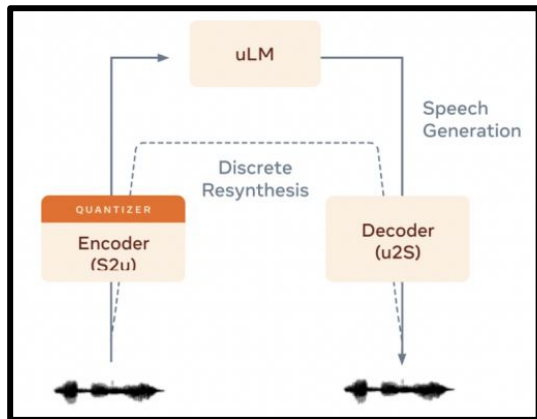 uLM
Speech
Generation
Discrete
Resynthesis
QUANTIZER
Encoder
(S2u)
Decoder
(u2S)